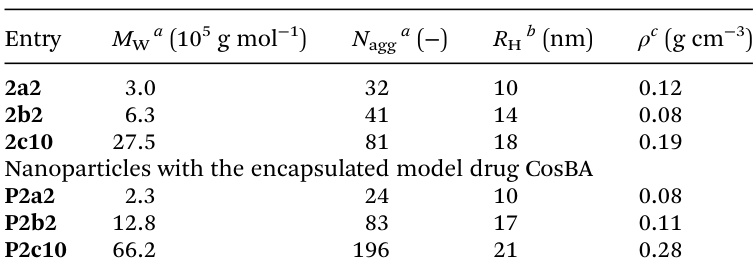 Entry M_W ^a (10^5 g mol^−1) N_agg ^a (−) R_H ^b (nm) ρ^c (g cm^−3)
2a2 3.0 32 10 0.12
2b2 6.3 41 14 0.08
2c10 27.5 81 18 0.19
Nanoparticles with the encapsulated model drug CosBA
P2a2 2.3 24 10 0.08
P2b2 12.8 83 17 0.11
P2c10 66.2 196 21 0.28